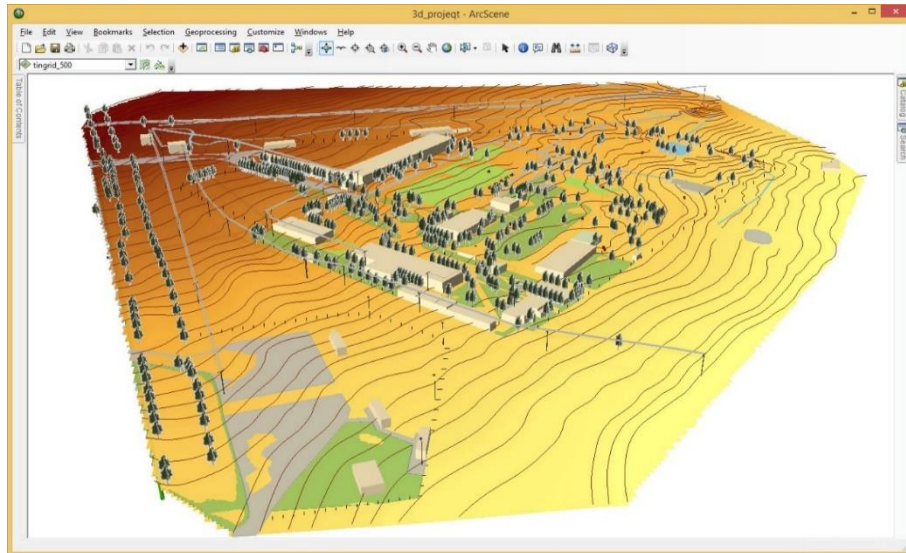 3d_projeqt - ArcScene
File Edit View Bookmarks Selection Geoprocessing Customize Windows Help
tingrid_500
Table Of Contents
Catalog
Search